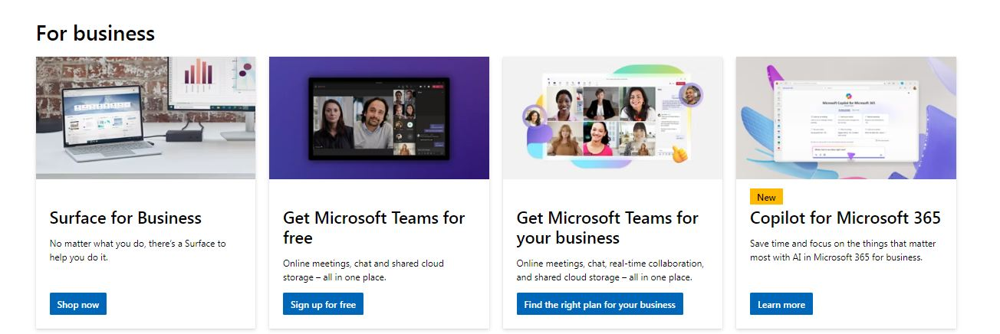 For business
Surface for Business
No matter what you do, there's a Surface to
help you do it.
Shop now
Get Microsoft Teams for
free
Online meetings, chat and shared cloud
storage – all in one place.
Sign up for free
Get Microsoft Teams for
your business
Online meetings, chat, real-time collaboration,
and shared cloud storage – all in one place.
Find the right plan for your business
Microsoft Copilot for Microsoft 365
New
Copilot for Microsoft 365
Save time and focus on the things that matter
most with AI in Microsoft 365 for business.
Learn more